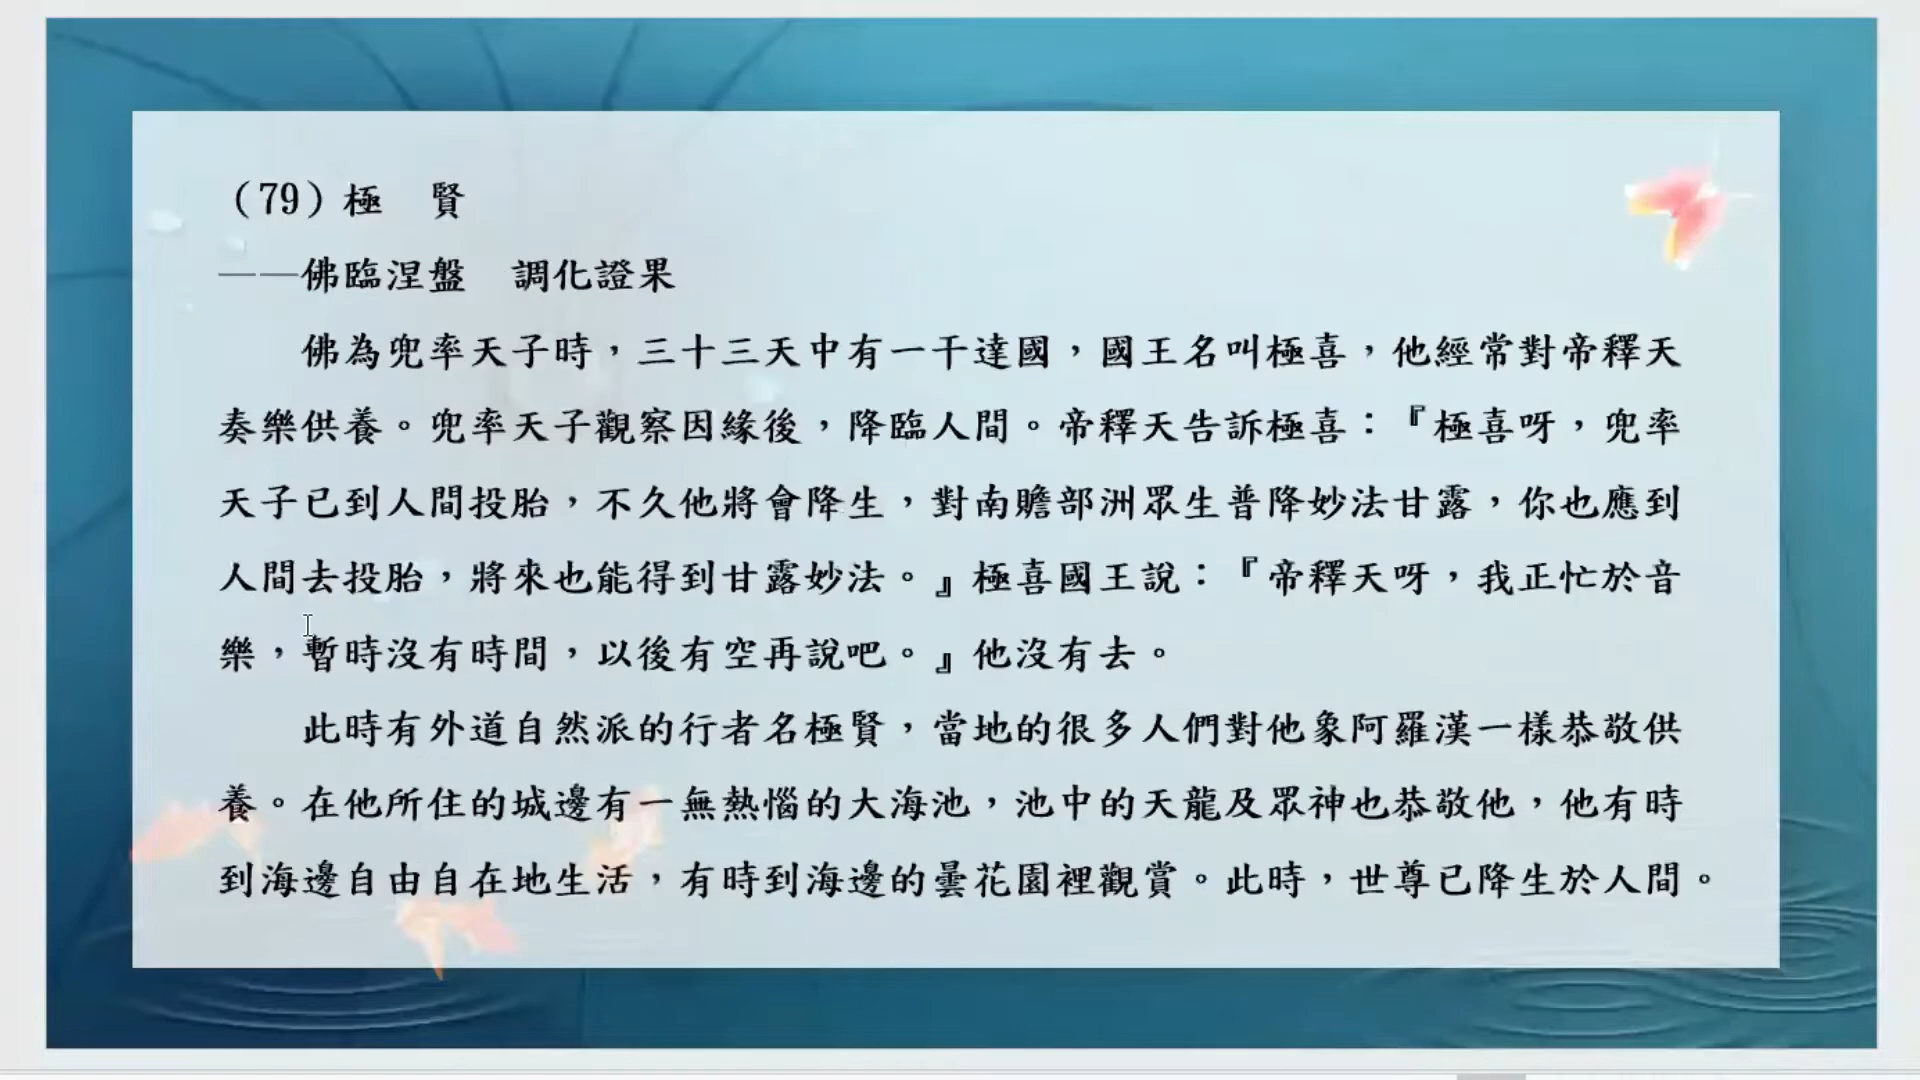 （79）極　賢
——佛臨涅盤　調化證果
佛為兜率天子時，三十三天中有一干達國，國王名叫極喜，他經常對帝釋天
奏樂供養。兜率天子觀察因緣後，降臨人間。帝釋天告訴極喜：『極喜呀，兜率
天子已到人間投胎，不久他將會降生，對南贍部洲眾生普降妙法甘露，你也應到
人間去投胎，將來也能得到甘露妙法。』極喜國王說：『帝釋天呀，我正忙於音
樂，暫時沒有時間，以後有空再說吧。』他沒有去。
此時有外道自然派的行者名極賢，當地的很多人們對他象阿羅漢一樣恭敬供
養。在他所住的城邊有一無熱惱的大海池，池中的天龍及眾神也恭敬他，他有時
到海邊自由自在地生活，有時到海邊的曇花園裡觀賞。此時，世尊已降生於人間。